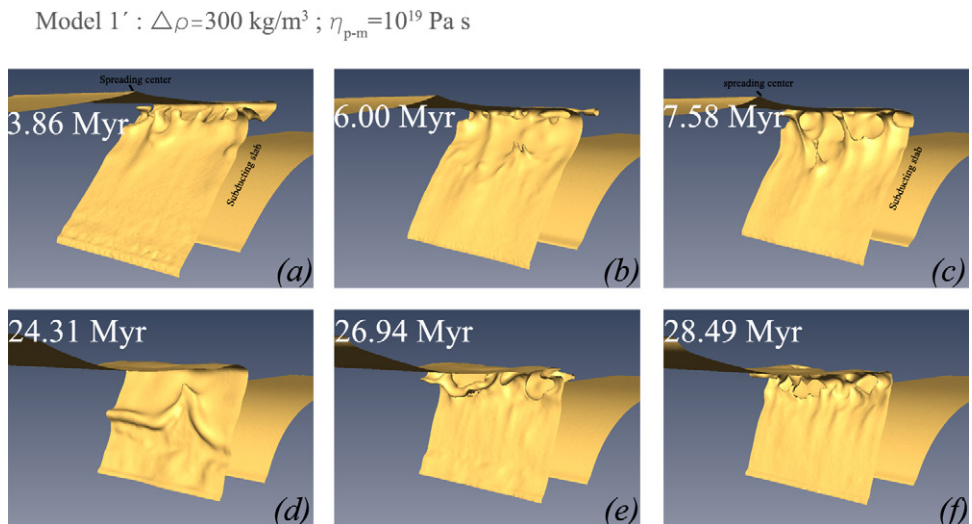 Model 1´ : △ρ=300 kg/m³ ; ηp-m=10¹⁹ Pa s
Spreading center
3.86 Myr
Subducting slab
(a)
6.00 Myr
(b)
spreading center
7.58 Myr
Subducting slab
(c)
24.31 Myr
(d)
26.94 Myr
(e)
28.49 Myr
(f)